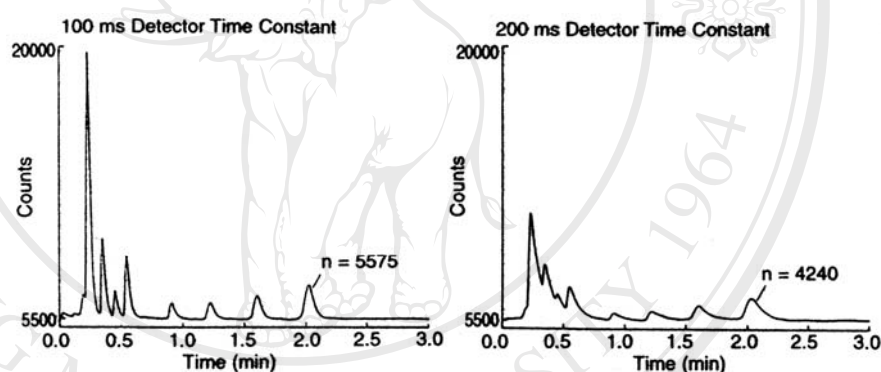 100 ms Detector Time Constant
20000
Counts
n = 5575
5500
0.0 0.5 1.0 1.5 2.0 2.5 3.0
Time (min)
200 ms Detector Time Constant
20000
Counts
n = 4240
5500
0.0 0.5 1.0 1.5 2.0 2.5 3.0
Time (min)
1964